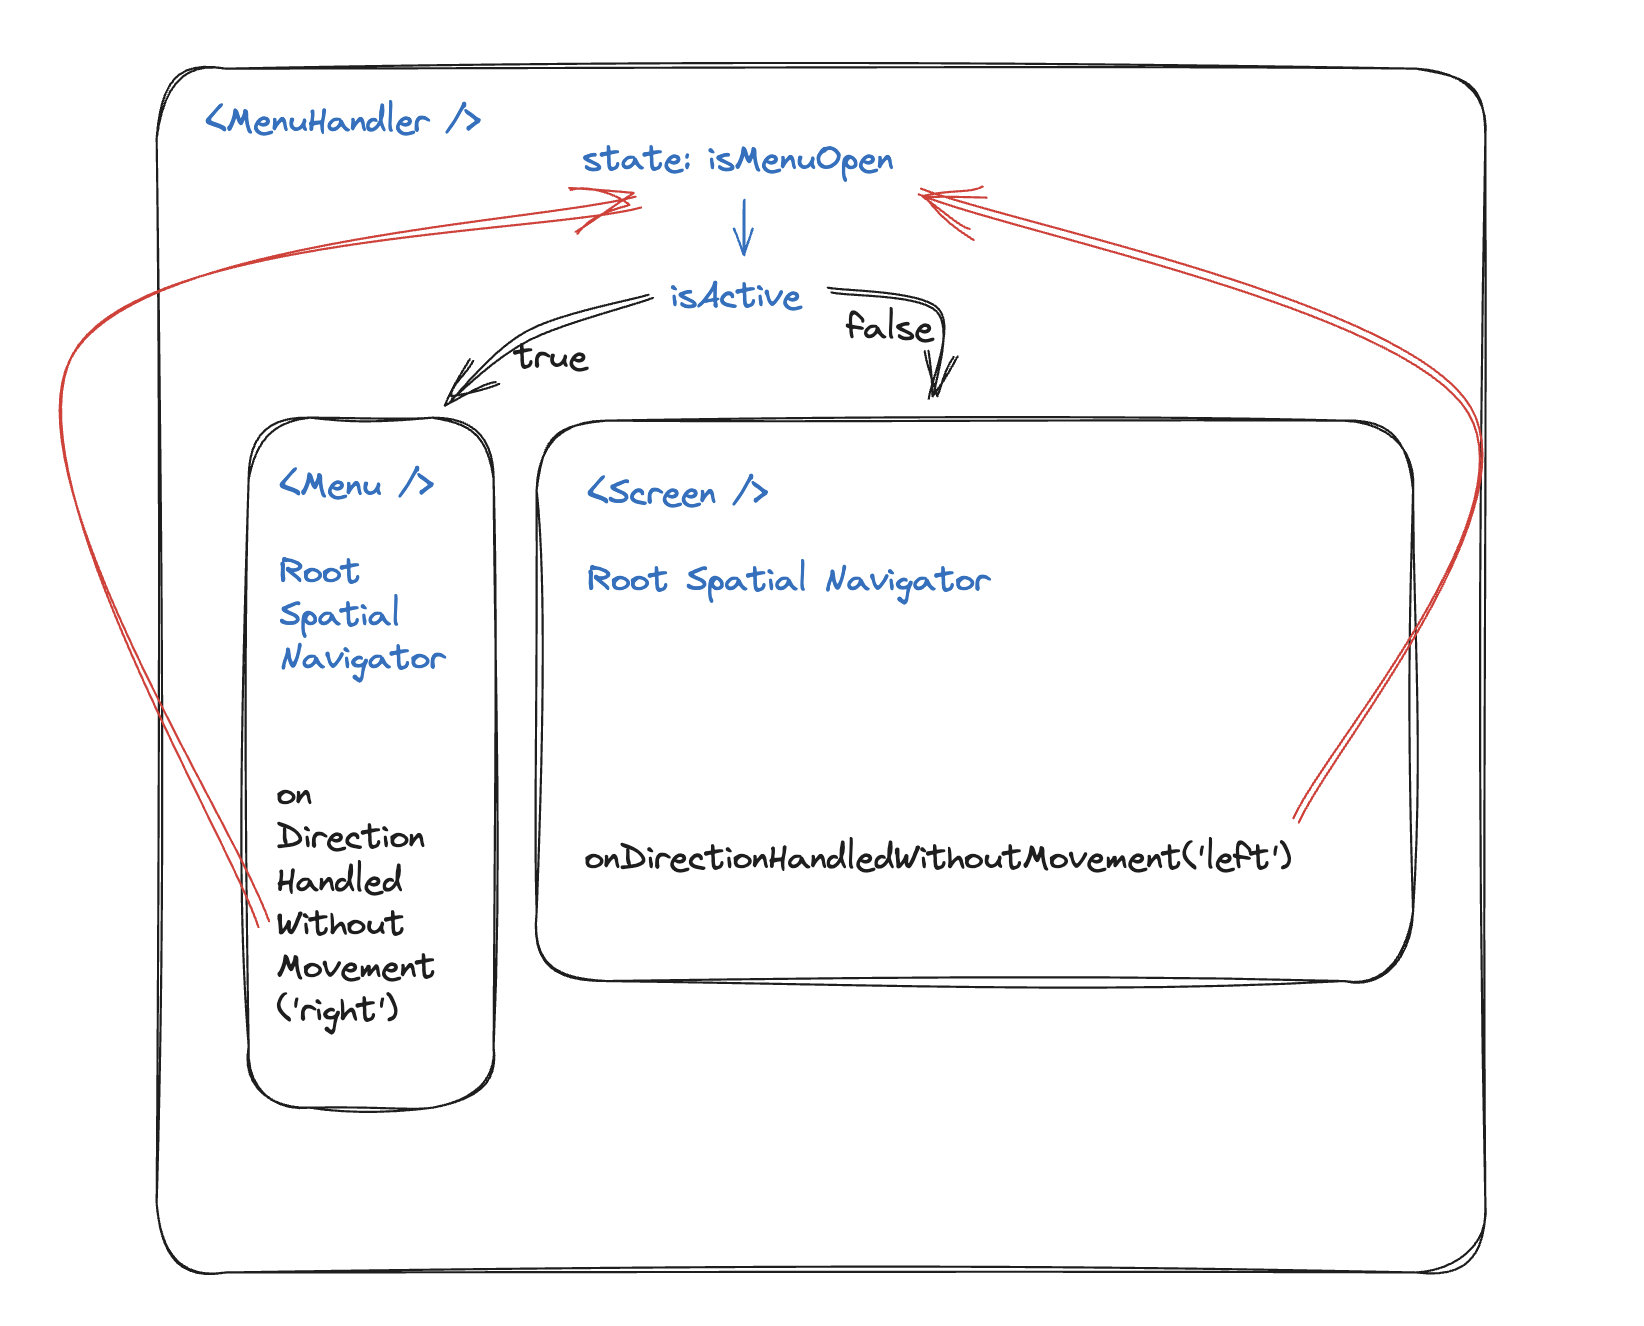 <MenuHandler />
state: isMenuOpen
isActive
true
false
<Menu />
Root
Spatial
Navigator
on
Direction
Handled
Without
Movement
('right')
<Screen />
Root Spatial Navigator
onDirectionHandledWithoutMovement('left')